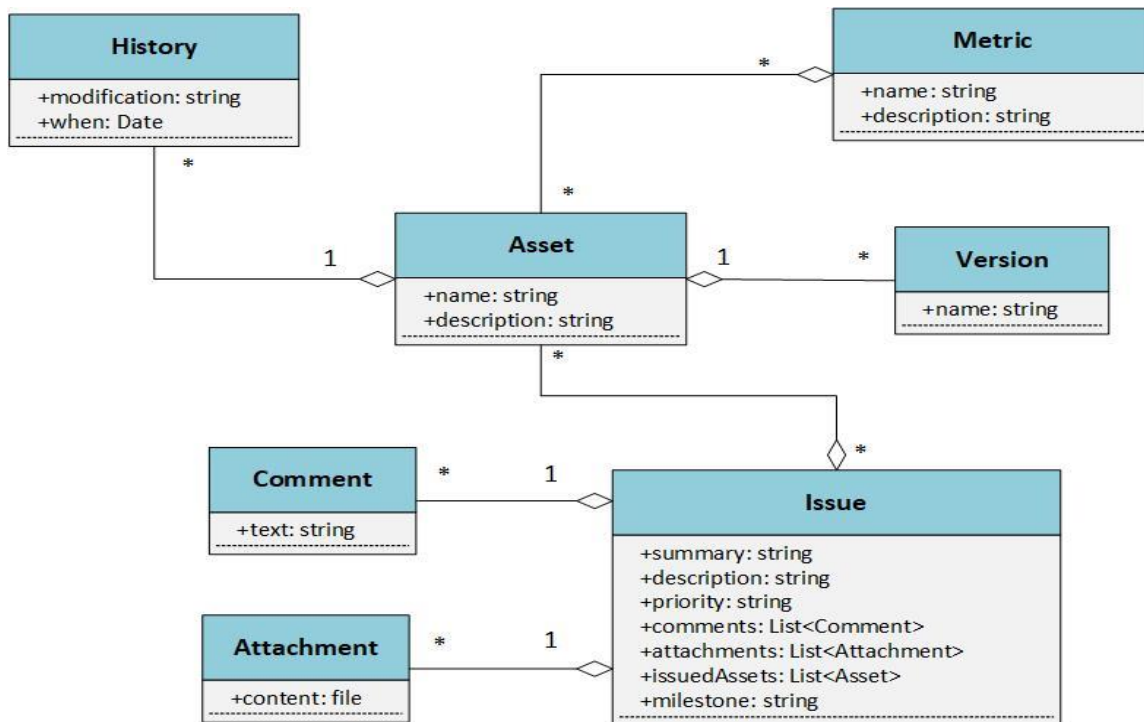 History
+modification: string
+when: Date
*
Metric
+name: string
+description: string
*
*
Asset
+name: string
+description: string
1
1
*
Version
+name: string
*
*
Comment
+text: string
*
1
Issue
+summary: string
+description: string
+priority: string
+comments: List<Comment>
+attachments: List<Attachment>
+issuedAssets: List<Asset>
+milestone: string
Attachment
+content: file
*
1